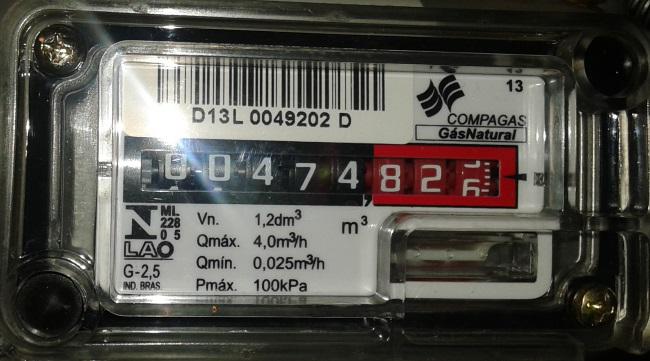 13
D13L 0049202 D
COMPAGAS
GásNatural
0047482
m³
N ML
228
0 5
LAO
G-2,5
IND. BRAS.
Vn. 1,2dm³
Qmáx. 4,0m³/h
Qmín. 0,025m³/h
Pmáx. 100kPa